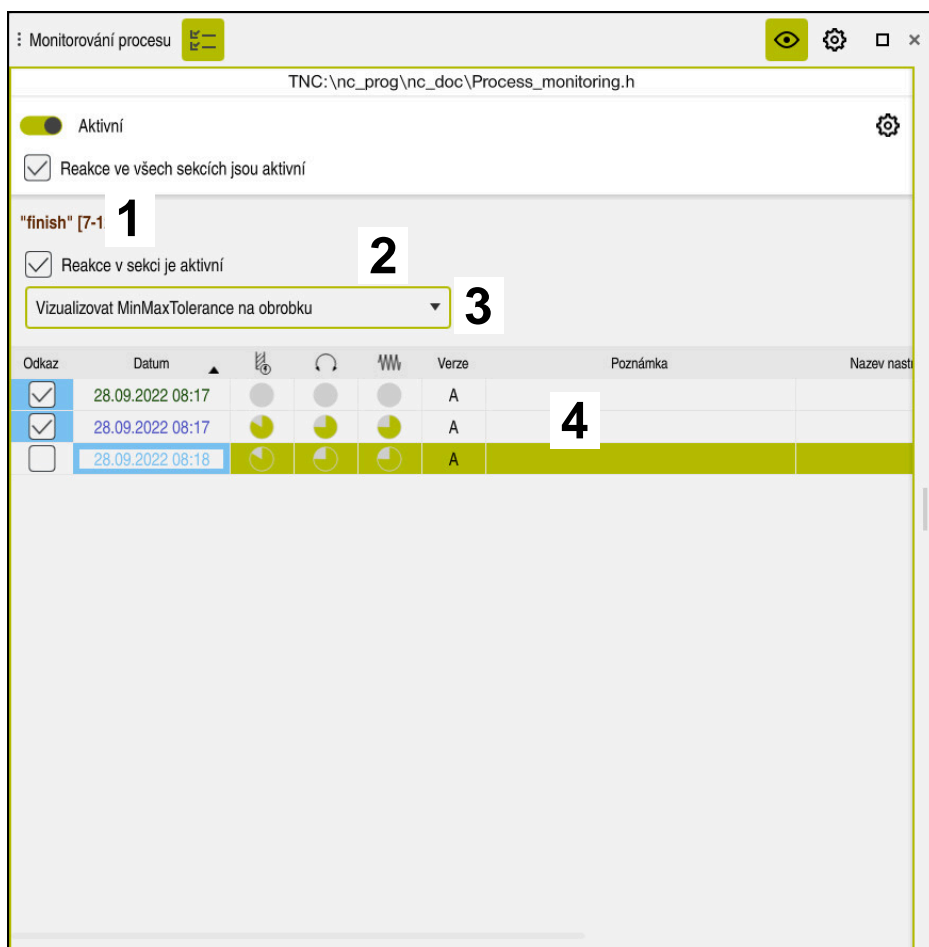 Monitorování procesu
TNC:\nc_prog\nc_doc\Process_monitoring.h
Aktivní
Reakce ve všech sekcích jsou aktivní
"finish" [7-1
1
Reakce v sekci je aktivní
2
Vizualizovat MinMaxTolerance na obrobku
3
Odkaz Datum Verze Poznámka Nazev nastr
28.09.2022 08:17 A
28.09.2022 08:17 A
4
28.09.2022 08:18 A